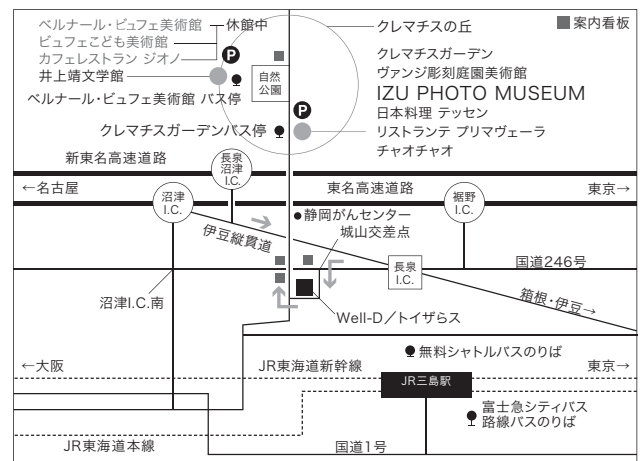 ベルナール・ビュフェ美術館
休館中
ビュフェこども美術館
カフェレストラン ジオノ
井上靖文学館
P
自然
公園
ベルナール・ビュフェ美術館 バス停
クレマチスガーデンバス停
P
クレマチスの丘
案内看板
クレマチスガーデン
ヴァンジ彫刻庭園美術館
IZU PHOTO MUSEUM
日本料理 テッセン
リストランテ プリマヴェーラ
チャオチャオ
新東名高速道路
長泉
沼津
I.C.
←名古屋
東名高速道路
東京→
沼津
I.C.
裾野
I.C.
伊豆縦貫道
静岡がんセンター
城山交差点
国道246号
長泉
I.C.
沼津I.C.南
箱根・伊豆→
Well-D／トイザらス
←大阪
JR東海道新幹線
無料シャトルバスのりば
東京→
JR三島駅
富士急シティバス
路線バスのりば
JR東海道本線
国道1号